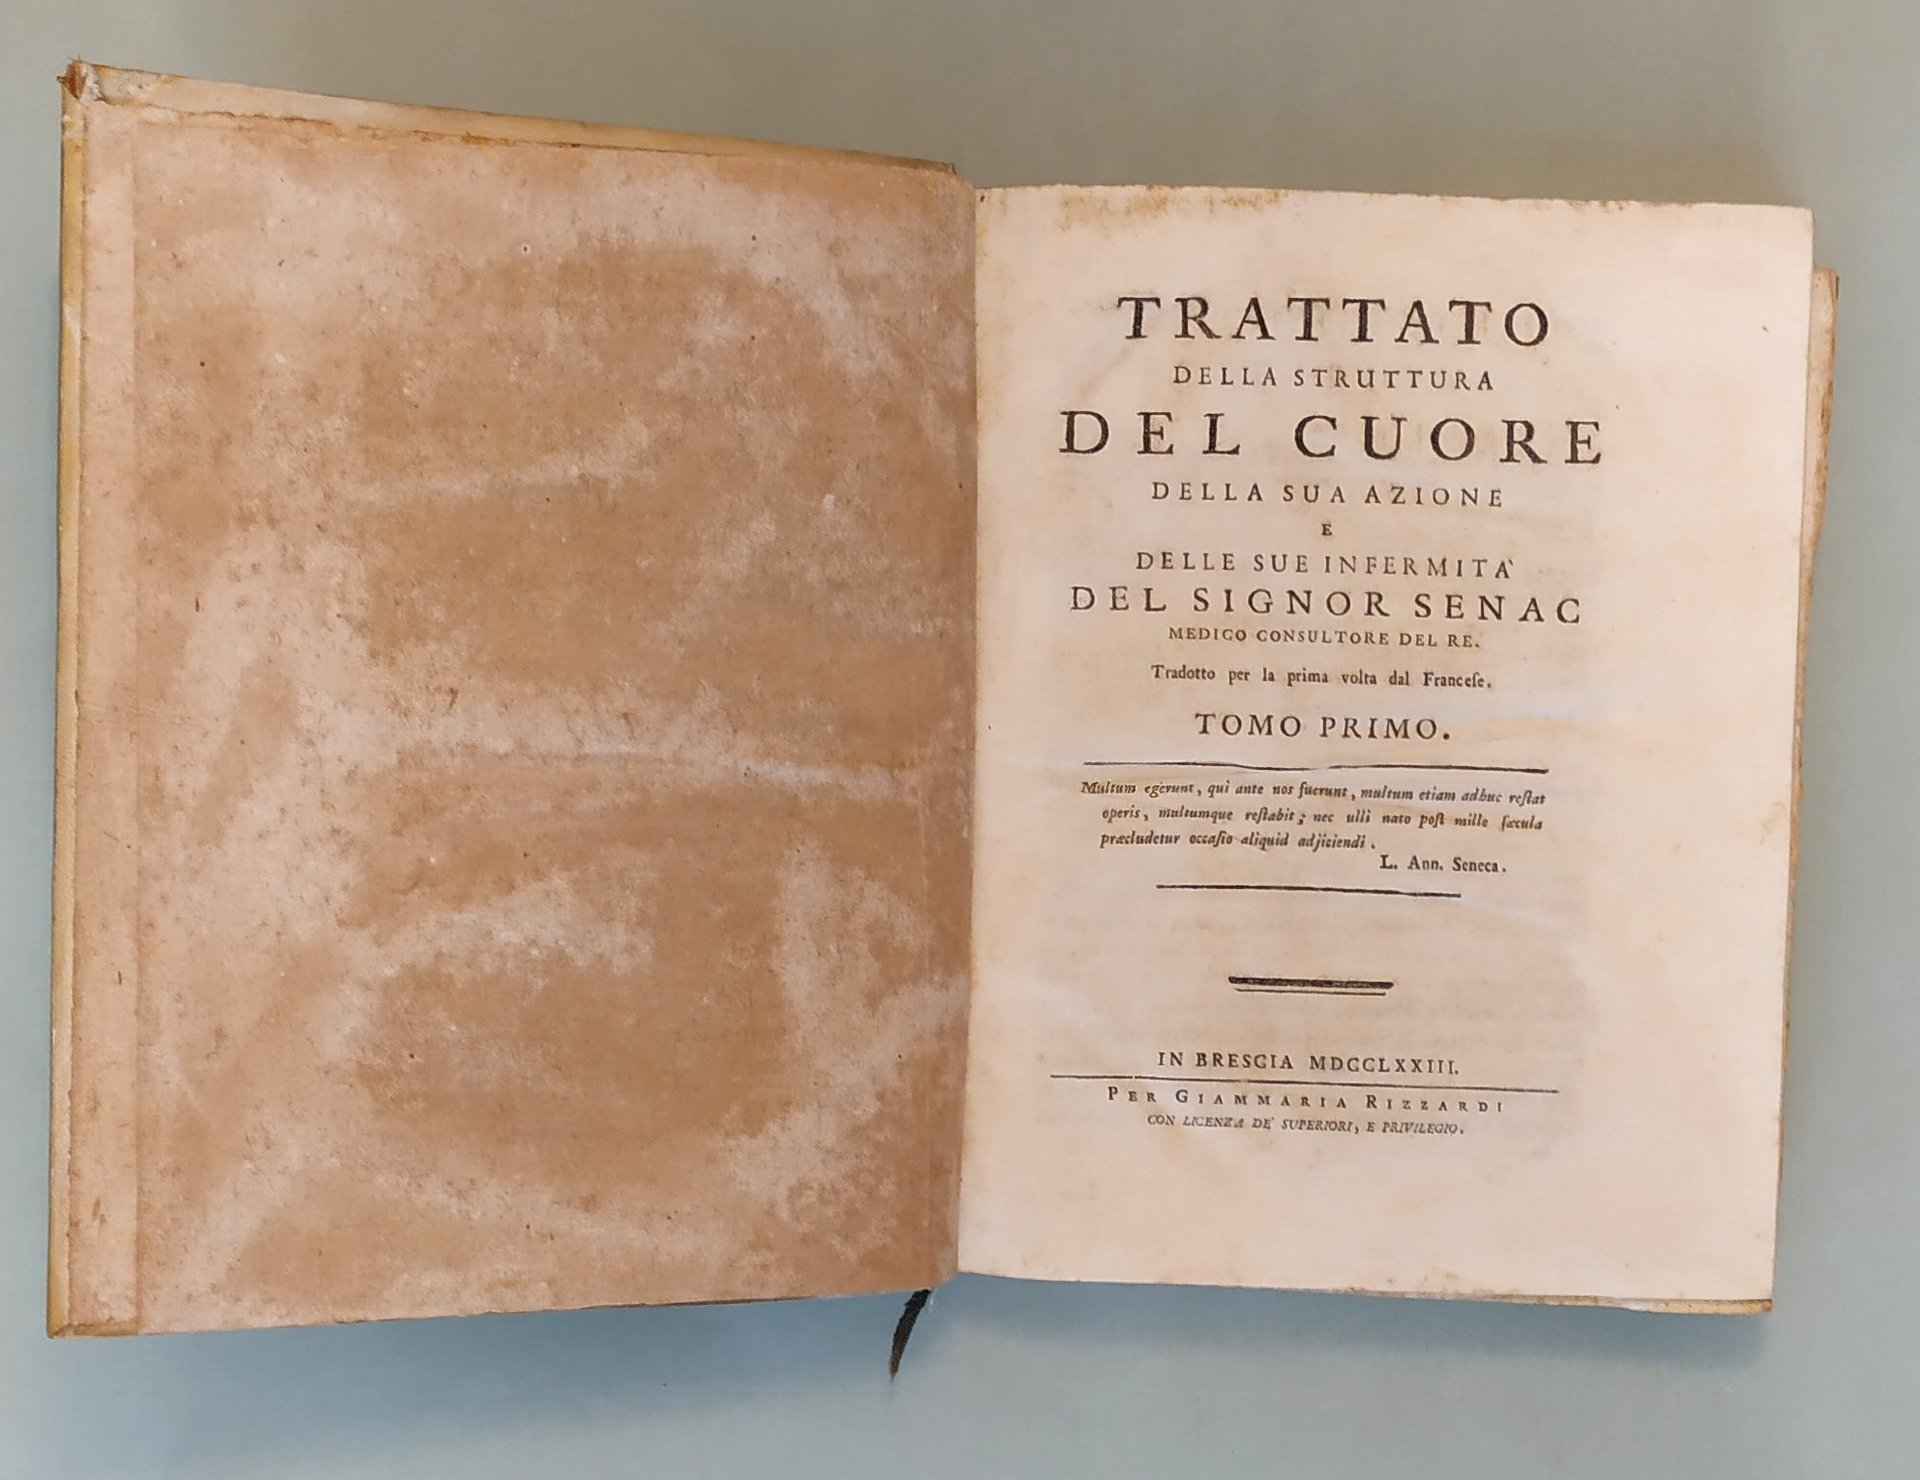 TRATTATO
DELLA STRUTTURA
DEL CUORE
DELLA SUA AZIONE
E
DELLE SUE INFERMITA'
DEL SIGNOR SENAC
MEDICO CONSULTORE DEL RE.
Tradotto per la prima volta dal Franceſe.
TOMO PRIMO.
Multum egerunt, qui ante nos fuerunt, multum etiam adhuc reſtat
operis, multumque reſtabit; nec ulli nato poſt mille ſæcula
præcludetur occaſio aliquid adjiciendi.
L. Ann. Seneca.
IN BRESCIA MDCCLXXIII.
PER GIAMMARIA RIZZARDI
CON LICENZA DE' SUPERIORI, E PRIVILEGIO.